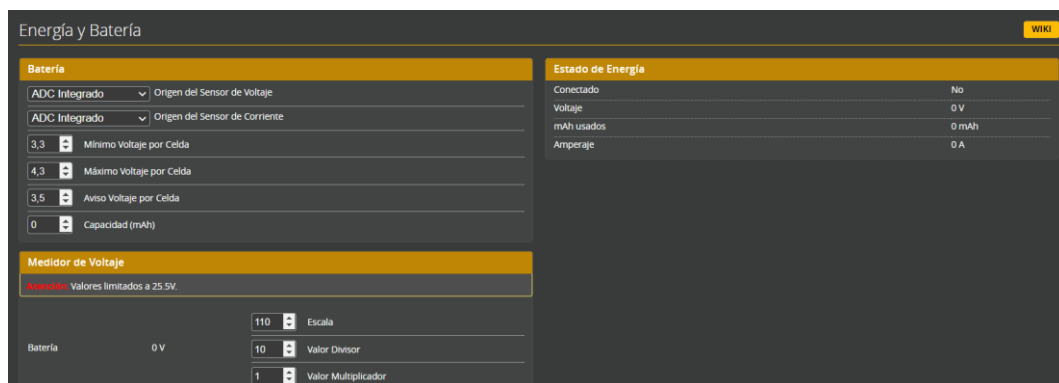 Energía y Batería
WIKI
Batería
ADC Integrado Origen del Sensor de Voltaje
ADC Integrado Origen del Sensor de Corriente
3,3 Mínimo Voltaje por Celda
4,3 Máximo Voltaje por Celda
3,5 Aviso Voltaje por Celda
0 Capacidad (mAh)
Estado de Energía
Conectado No
Voltaje 0 V
mAh usados 0 mAh
Amperaje 0 A
Medidor de Voltaje
Atención: Valores limitados a 25.5V.
110 Escala
Batería 0 V 10 Valor Divisor
1 Valor Multiplicador